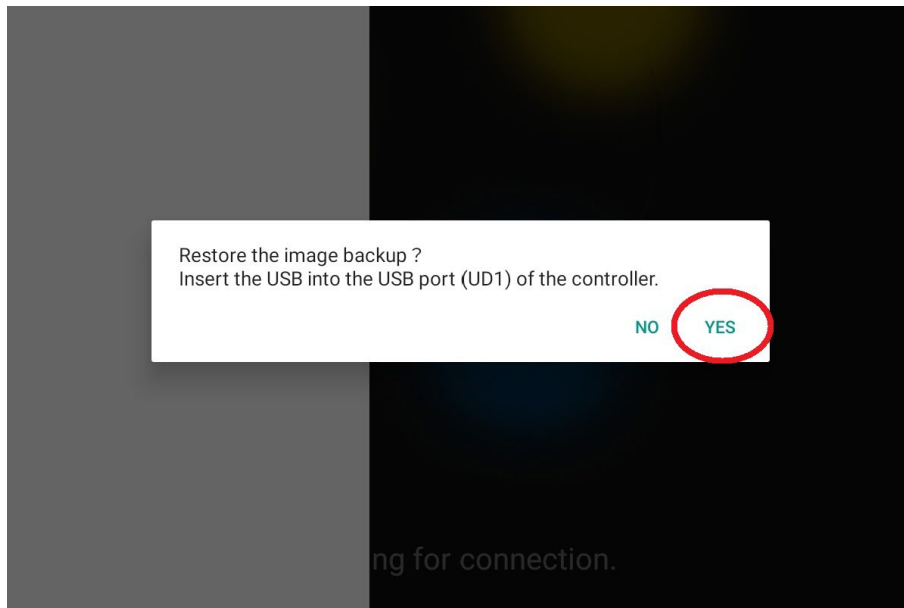 Restore the image backup ?
Insert the USB into the USB port (UD1) of the controller.
NO YES
ng for connection.